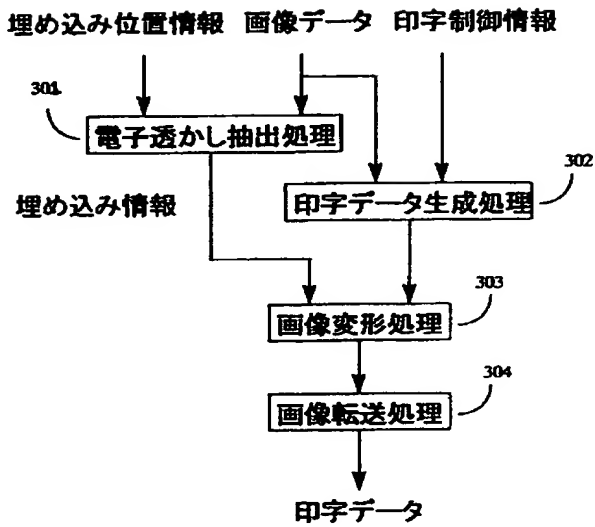 埋め込み位置情報 画像データ 印字制御情報
301
電子透かし抽出処理
302
埋め込み情報
印字データ生成処理
303
画像変形処理
304
画像転送処理
印字データ